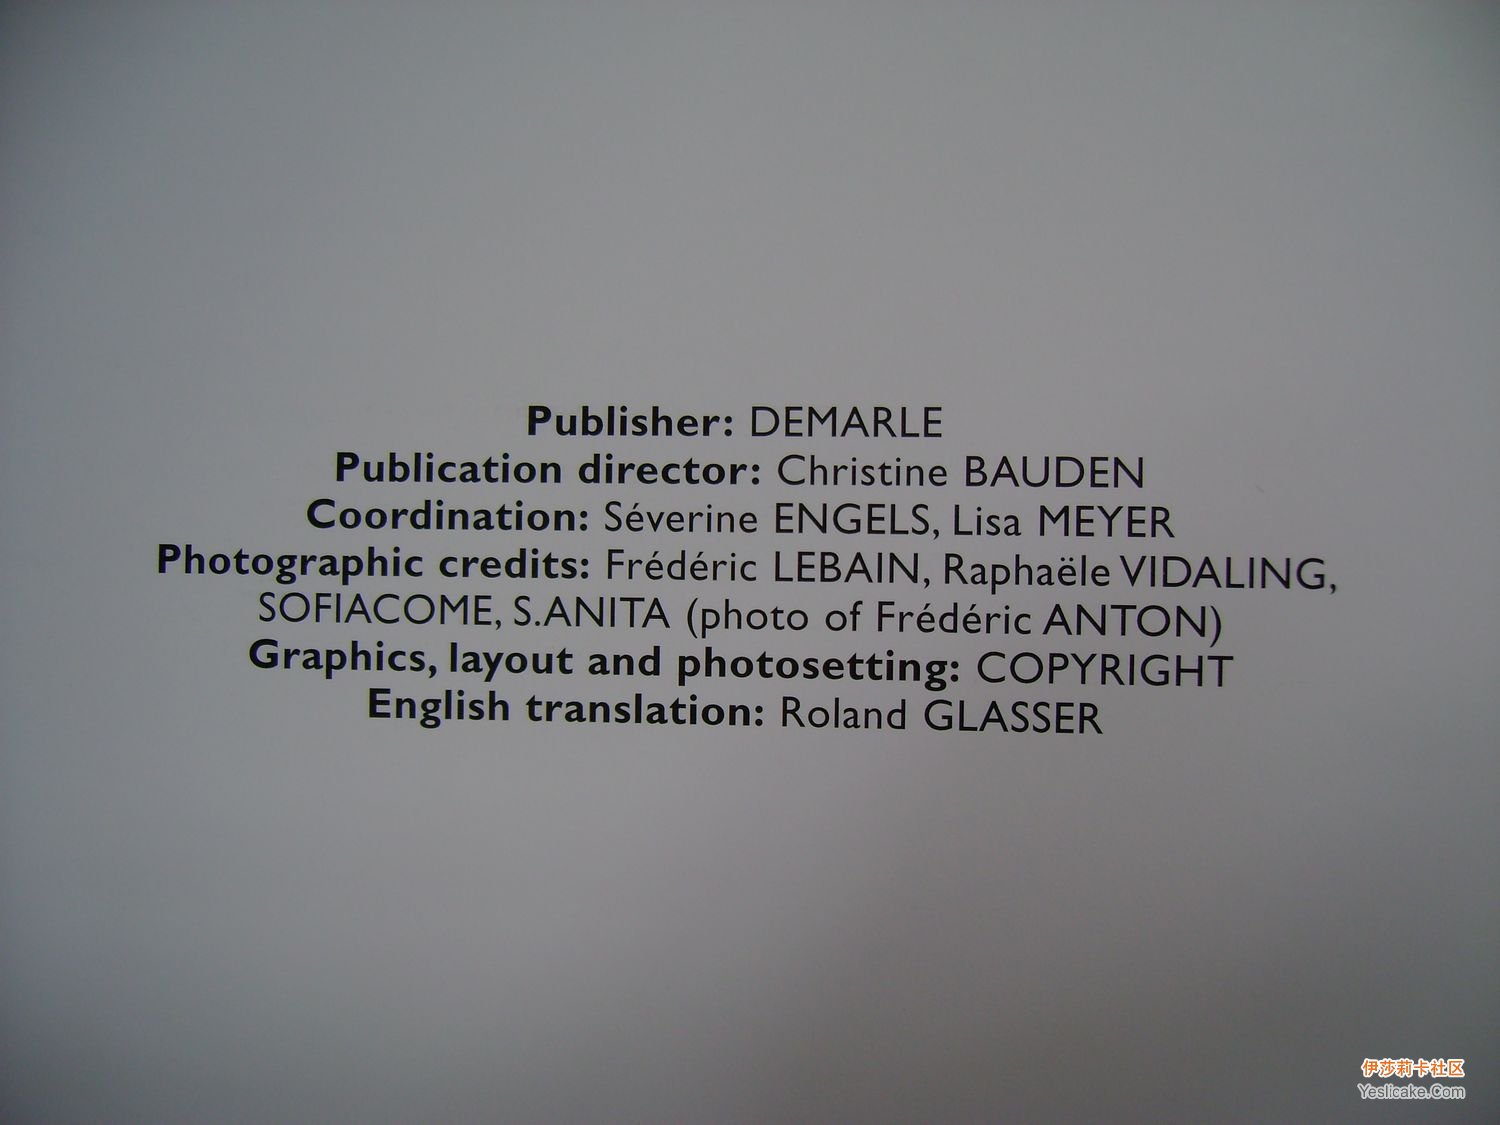 Publisher: DEMARLE
Publication director: Christine BAUDEN
Coordination: Séverine ENGELS, Lisa MEYER
Photographic credits: Frédéric LEBAIN, Raphaële VIDALING,
SOFIACOME, S.ANITA (photo of Frédéric ANTON)
Graphics, layout and photosetting: COPYRIGHT
English translation: Roland GLASSER
伊莎莉卡社区
Yeslicake.Com